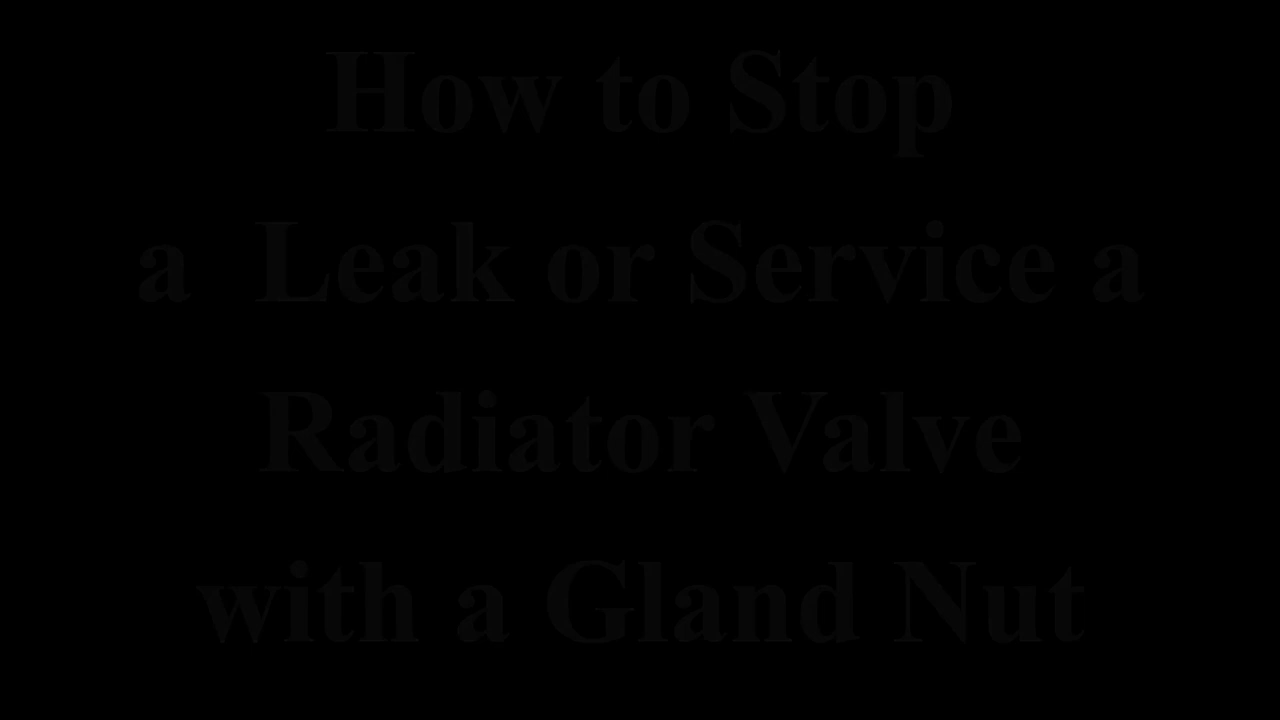 How to Stop
a  Leak or Service a
Radiator Valve
with a Gland Nut